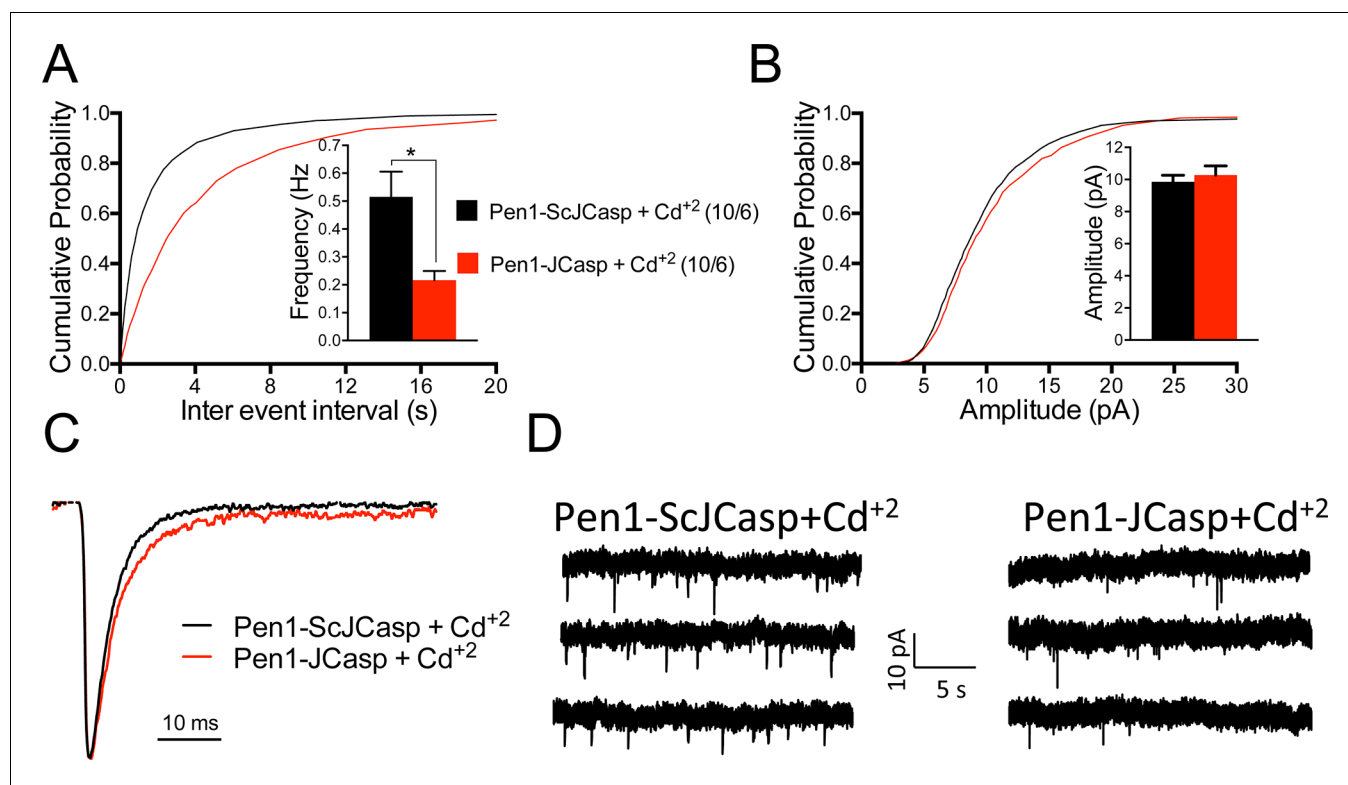 A
Cumulative Probability
1.0
0.8
0.6
0.4
0.2
0.0
0 4 8 12 16 20
Inter event interval (s)
Frequency (Hz
0.7
0.6
0.5
0.4
0.3
0.2
0.1
0.0
*
Pen1-ScJCasp + Cd⁺² (10/6)
Pen1-JCasp + Cd⁺² (10/6)
B
Cumulative Probability
1.0
0.8
0.6
0.4
0.2
0.0
0 5 10 15 20 25 30
Amplitude (pA)
Amplitude (pA)
12
10
8
6
4
2
0
C
Pen1-ScJCasp + Cd⁺²
Pen1-JCasp + Cd⁺²
10 ms
D
Pen1-ScJCasp+Cd⁺²
Pen1-JCasp+Cd⁺²
10 pA
5 s